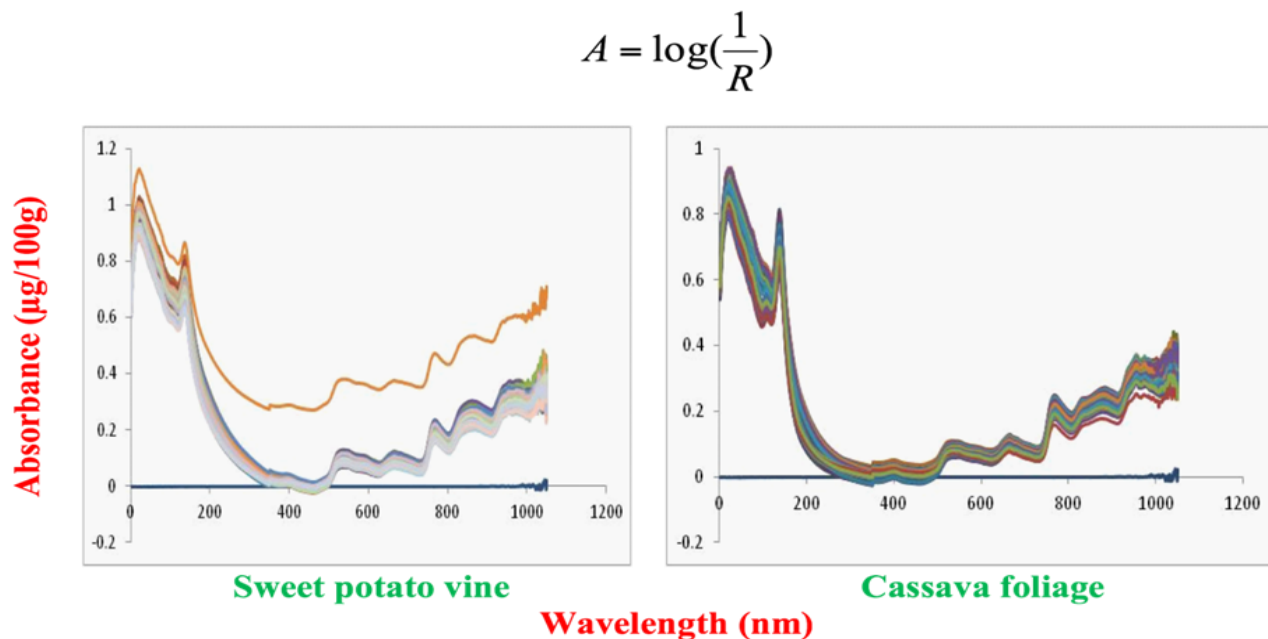 A = log(1/R)
Absorbance (µg/100g)
1.2
1
0.8
0.6
0.4
0.2
0
-0.2
0 200 400 600 800 1000 1200
Sweet potato vine
1
0.8
0.6
0.4
0.2
0
-0.2
0 200 400 600 800 1000 1200
Cassava foliage
Wavelength (nm)